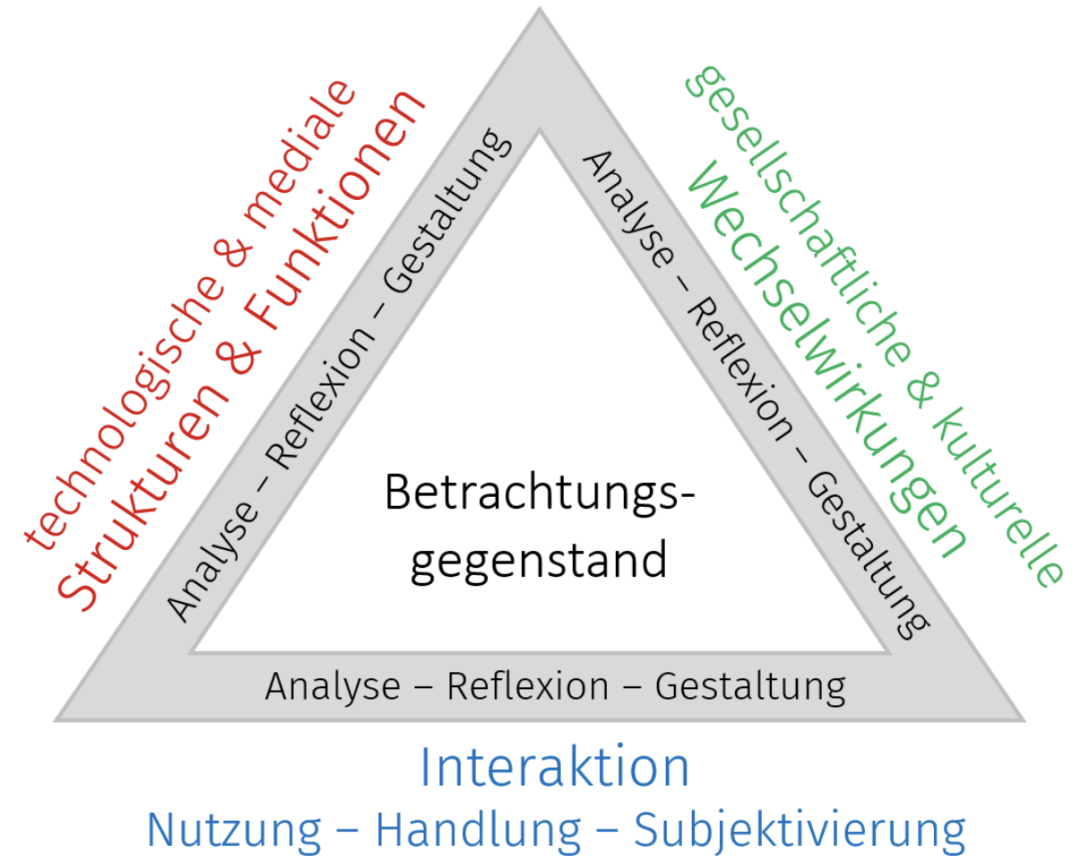 technologische & mediale
Strukturen & Funktionen
Analyse – Reflexion – Gestaltung
gesellschaftliche & kulturelle
Wechselwirkungen
Analyse – Reflexion – Gestaltung
Betrachtungs-
gegenstand
Analyse – Reflexion – Gestaltung
Interaktion
Nutzung – Handlung – Subjektivierung